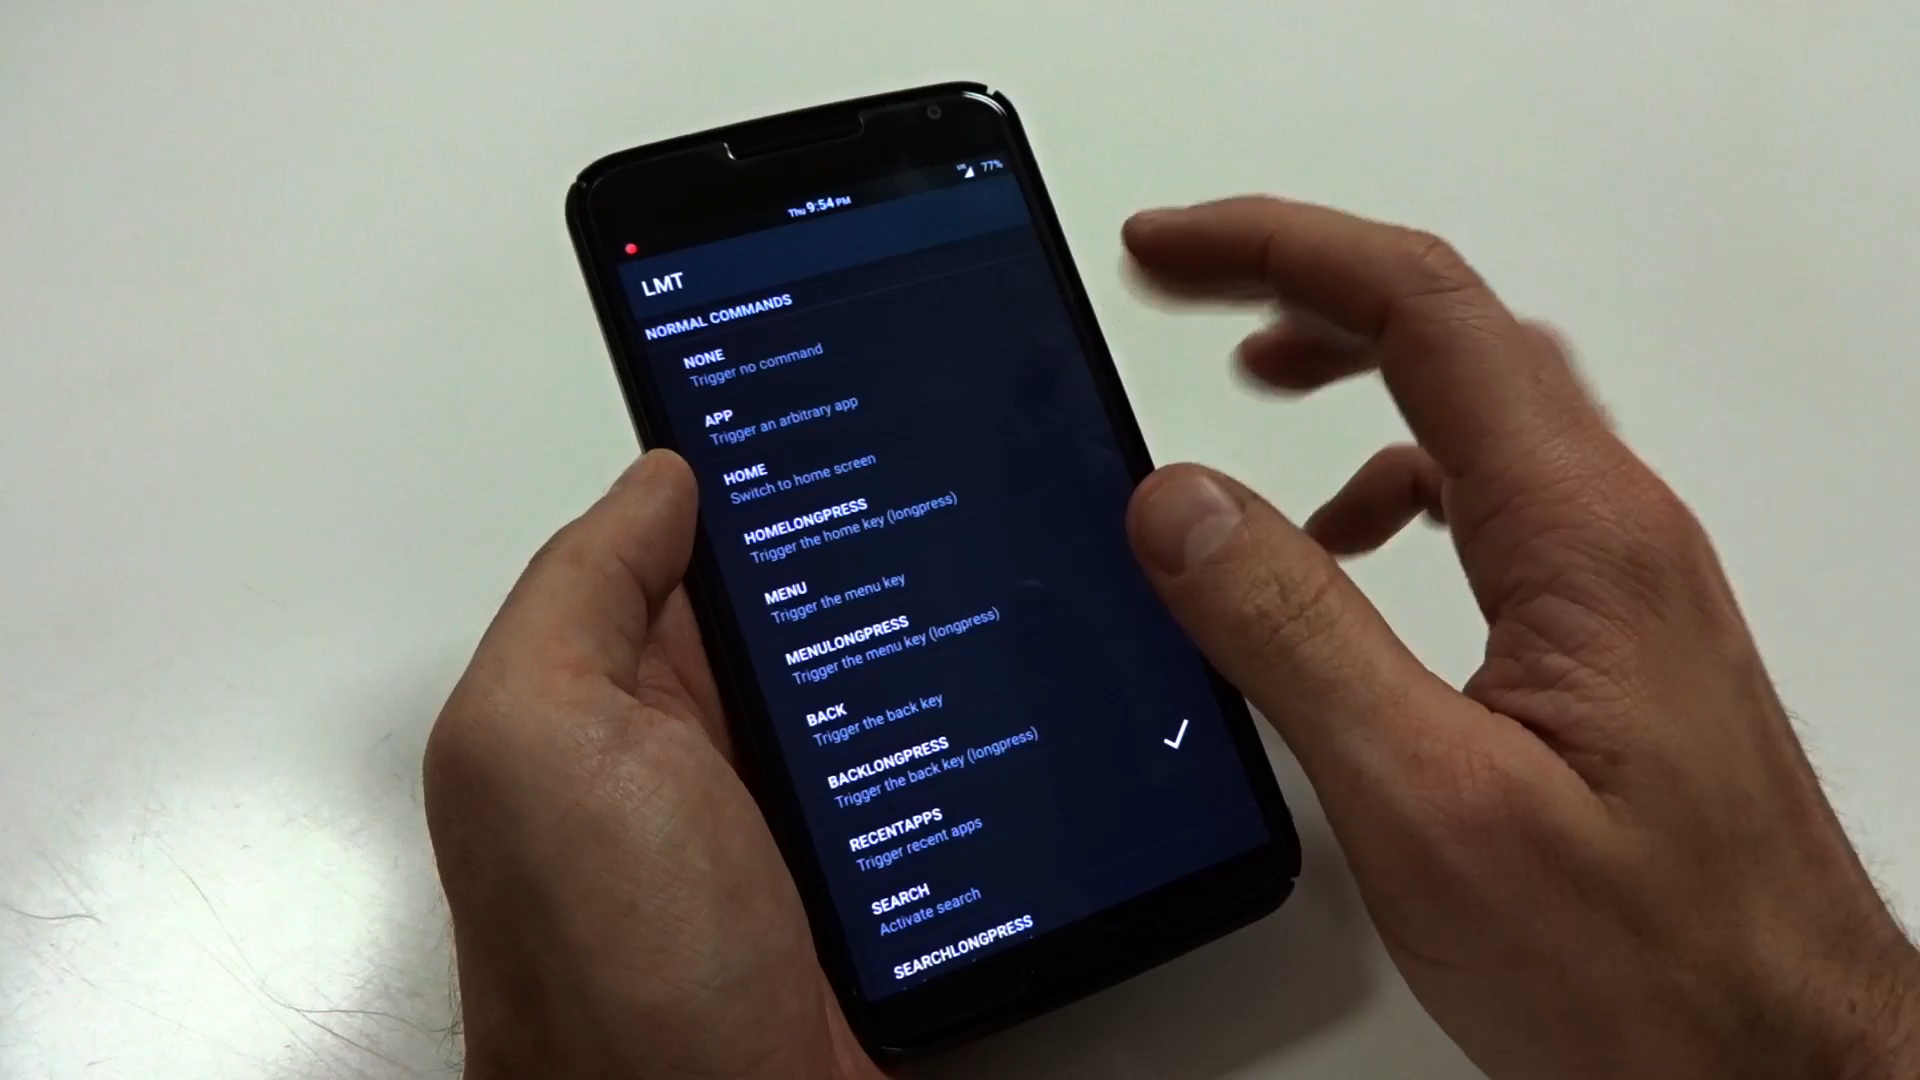 LTE 77%
Thu 9:54 PM
LMT
NORMAL COMMANDS
NONE
Trigger no command
APP
Trigger an arbitrary app
HOME
Switch to home screen
HOMELONGPRESS
Trigger the home key (longpress)
MENU
Trigger the menu key
MENULONGPRESS
Trigger the menu key (longpress)
BACK
Trigger the back key
BACKLONGPRESS
Trigger the back key (longpress)
RECENTAPPS
Trigger recent apps
SEARCH
Activate search
SEARCHLONGPRESS